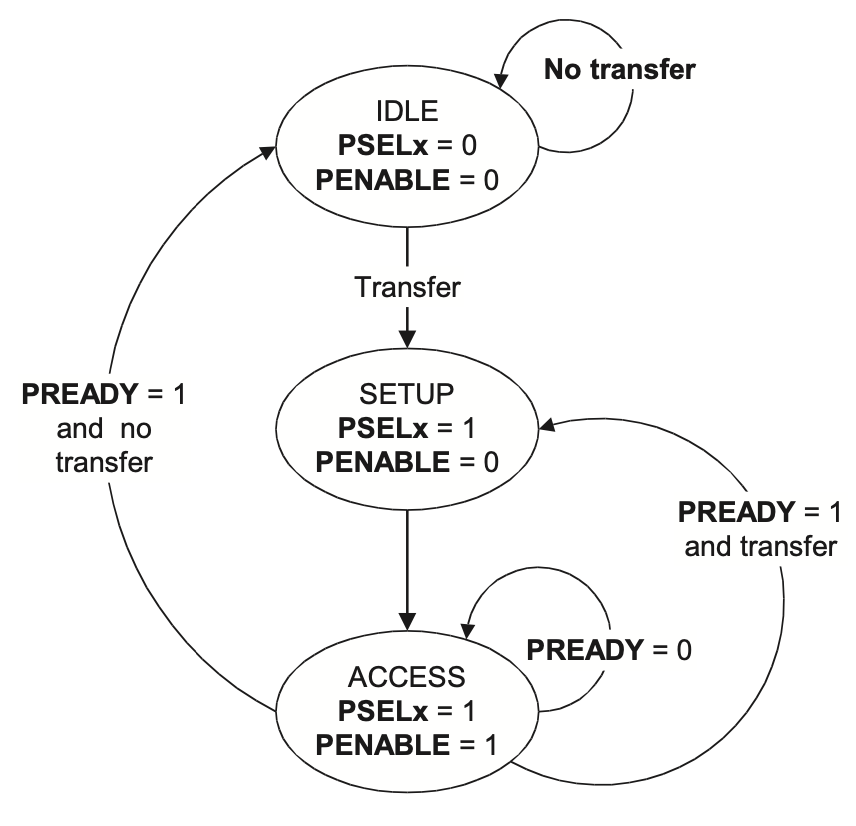 No transfer
IDLE
PSELx = 0
PENABLE = 0
Transfer
SETUP
PSELx = 1
PENABLE = 0
PREADY = 1
and no
transfer
PREADY = 1
and transfer
PREADY = 0
ACCESS
PSELx = 1
PENABLE = 1